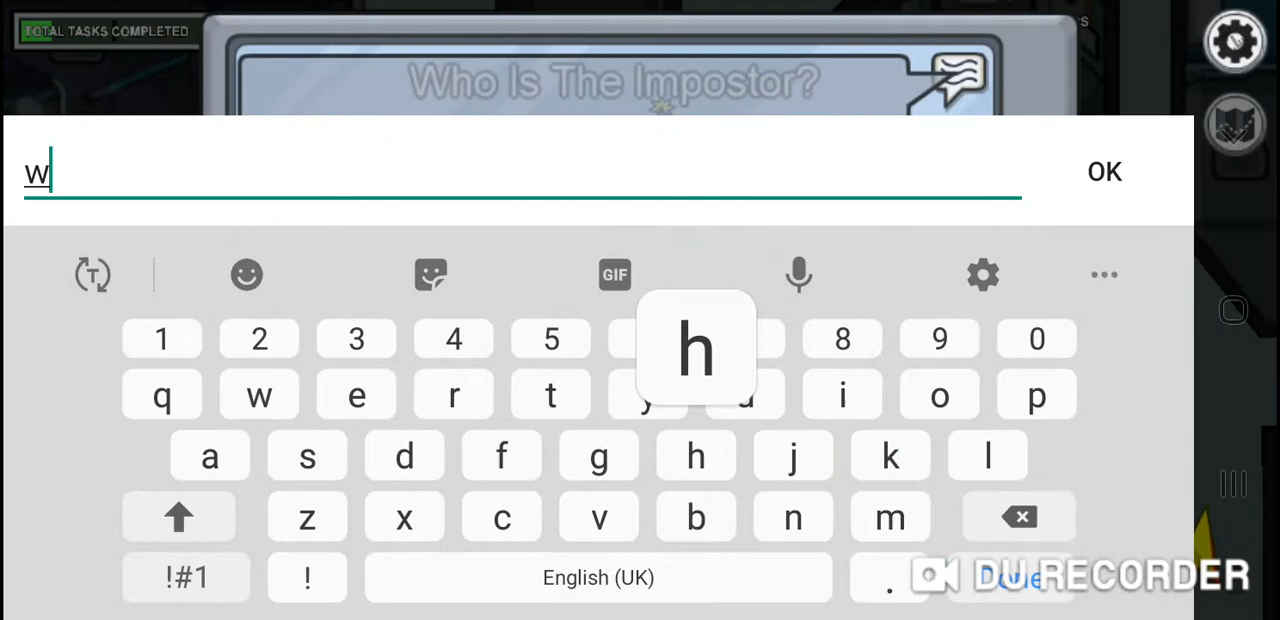 TOTAL TASKS COMPLETED
Who Is The Impostor?
w
OK
T
GIF
h
1 2 3 4 5 8 9 0
q w e r t y u i o p
a s d f g h j k l
z x c v b n m
!#1 ! English (UK) . Done
DU RECORDER